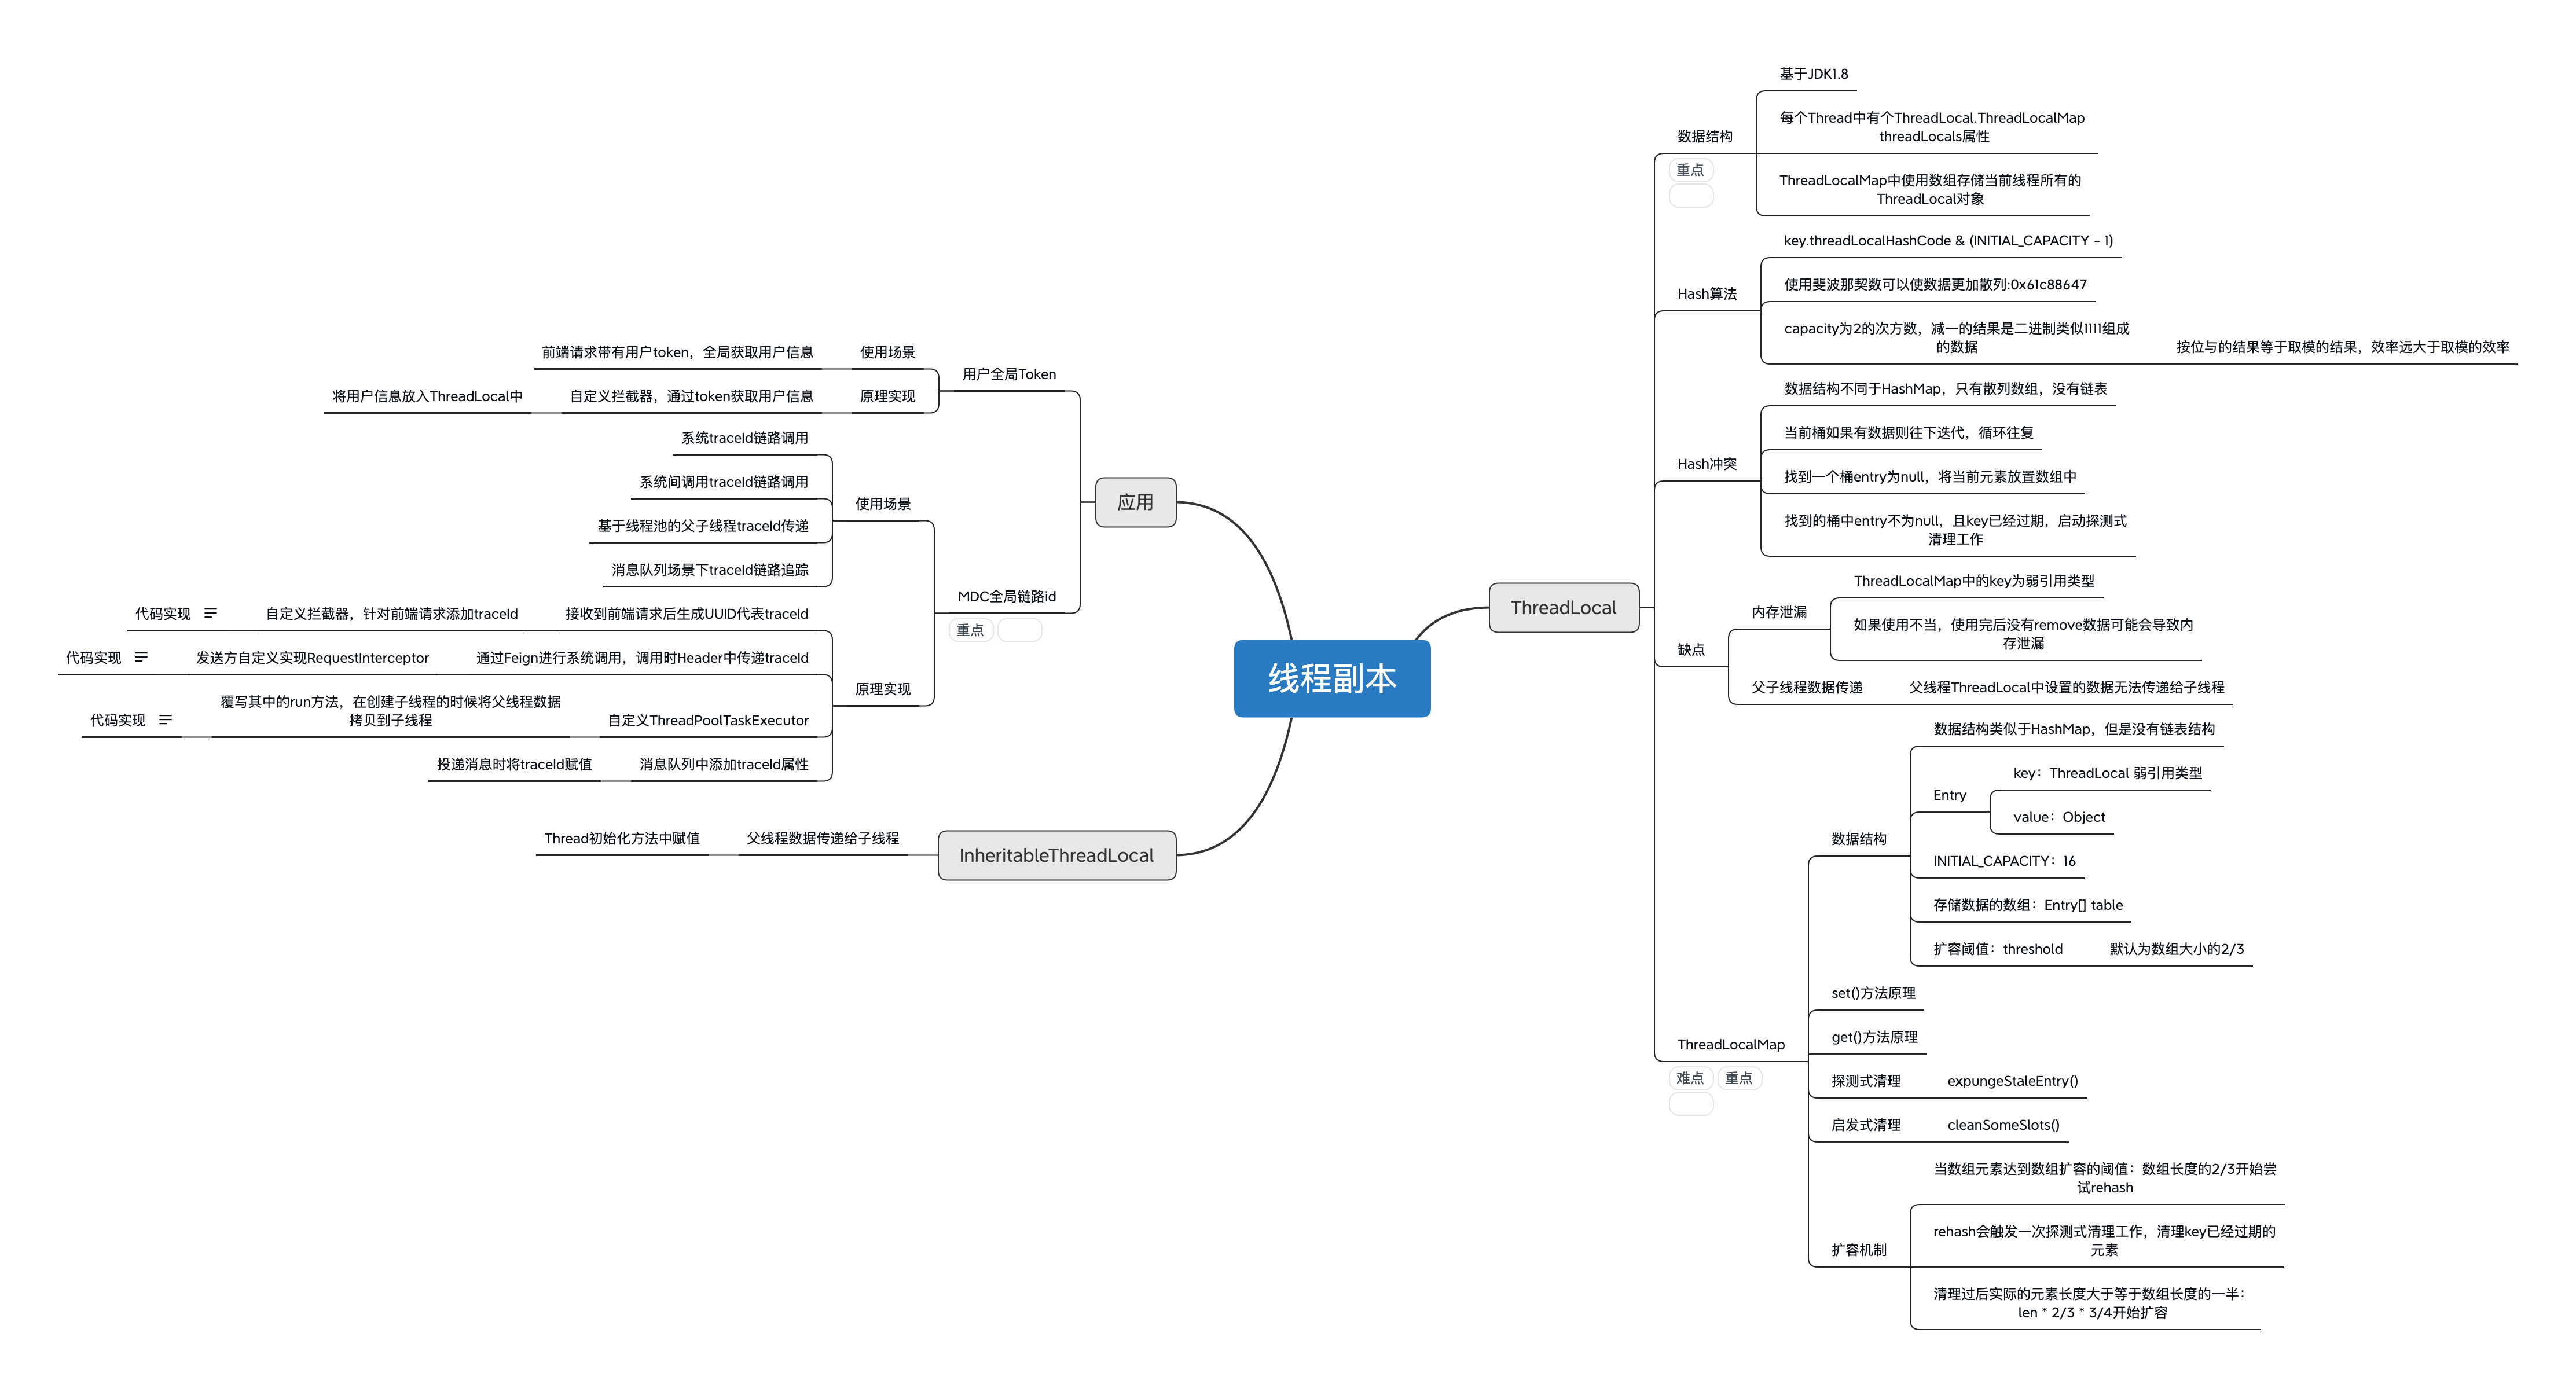 线程副本
ThreadLocal
数据结构
重点
基于JDK1.8
每个Thread中有个ThreadLocal.ThreadLocalMap
threadLocals属性
ThreadLocalMap中使用数组存储当前线程所有的
ThreadLocal对象
Hash算法
key.threadLocalHashCode & (INITIAL_CAPACITY - 1)
使用斐波那契数可以使数据更加散列:0x61c88647
capacity为2的次方数，减一的结果是二进制类似1111组成
的数据
按位与的结果等于取模的结果，效率远大于取模的效率
Hash冲突
数据结构不同于HashMap，只有散列数组，没有链表
当前桶如果有数据则往下迭代，循环往复
找到一个桶entry为null，将当前元素放置数组中
找到的桶中entry不为null，且key已经过期，启动探测式
清理工作
缺点
内存泄漏
ThreadLocalMap中的key为弱引用类型
如果使用不当，使用完后没有remove数据可能会导致内
存泄漏
父子线程数据传递
父线程ThreadLocal中设置的数据无法传递给子线程
ThreadLocalMap
难点
重点
数据结构
数据结构类似于HashMap，但是没有链表结构
Entry
key：ThreadLocal 弱引用类型
value：Object
INITIAL_CAPACITY：16
存储数据的数组：Entry[] table
扩容阈值：threshold
默认为数组大小的2/3
set()方法原理
get()方法原理
探测式清理
expungeStaleEntry()
启发式清理
cleanSomeSlots()
扩容机制
当数组元素达到数组扩容的阈值：数组长度的2/3开始尝
试rehash
rehash会触发一次探测式清理工作，清理key已经过期的
元素
清理过后实际的元素长度大于等于数组长度的一半：
len * 2/3 * 3/4开始扩容
应用
用户全局Token
使用场景
前端请求带有用户token，全局获取用户信息
原理实现
自定义拦截器，通过token获取用户信息
将用户信息放入ThreadLocal中
MDC全局链路id
重点
使用场景
系统traceId链路调用
系统间调用traceId链路调用
基于线程池的父子线程traceId传递
消息队列场景下traceId链路追踪
原理实现
接收到前端请求后生成UUID代表traceId
自定义拦截器，针对前端请求添加traceId
代码实现
通过Feign进行系统调用，调用时Header中传递traceId
发送方自定义实现RequestInterceptor
代码实现
自定义ThreadPoolTaskExecutor
覆写其中的run方法，在创建子线程的时候将父线程数据
拷贝到子线程
代码实现
消息队列中添加traceId属性
投递消息时将traceId赋值
InheritableThreadLocal
父线程数据传递给子线程
Thread初始化方法中赋值